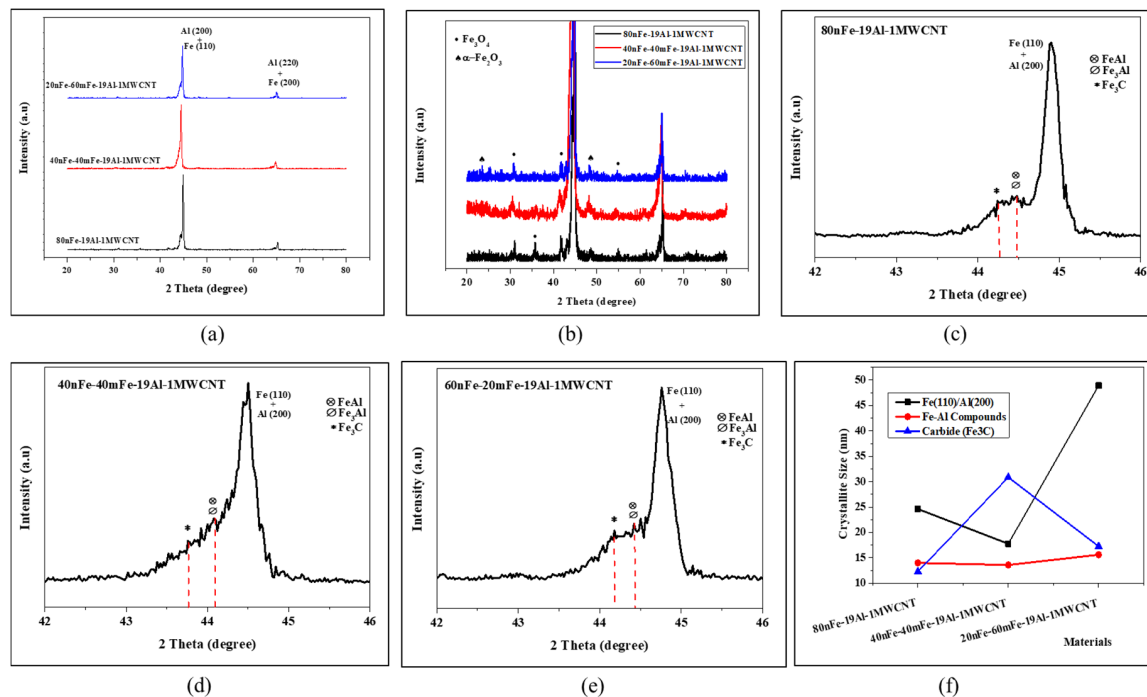 Al (200)
+
Fe (110)
Al (220)
+
Fe (200)
20nFe-60mFe-19Al-1MWCNT
40nFe-40mFe-19Al-1MWCNT
80nFe-19Al-1MWCNT
Intensity (a.u)
20 30 40 50 60 70 80
2 Theta (degree)
(a)
• Fe₃O₄
♠ α−Fe₂O₃
80nFe-19Al-1MWCNT
40nFe-40mFe-19Al-1MWCNT
20nFe-60mFe-19Al-1MWCNT
Intensity (a.u)
20 30 40 50 60 70 80
2 Theta (degree)
(b)
80nFe-19Al-1MWCNT
Fe (110)
+
Al (200)
⊗ FeAl
∅ Fe₃Al
* Fe₃C
* ⊗
∅
Intensity (a.u)
42 43 44 45 46
2 Theta (degree)
(c)
40nFe-40mFe-19Al-1MWCNT
Fe (110)
+
Al (200)
⊗ FeAl
∅ Fe₃Al
* Fe₃C
* ⊗
∅
Intensity (a.u)
42 43 44 45 46
2 Theta (degree)
(d)
60nFe-20mFe-19Al-1MWCNT
Fe (110)
+
Al (200)
⊗ FeAl
∅ Fe₃Al
* Fe₃C
* ⊗
∅
Intensity (a.u)
42 43 44 45 46
2 Theta (degree)
(e)
Fe(110)/Al(200)
Fe-Al Compounds
Carbide (Fe3C)
Crystallite Size (nm)
50
45
40
35
30
25
20
15
10
80nFe-19Al-1MWCNT
40nFe-40mFe-19Al-1MWCNT
20nFe-60mFe-19Al-1MWCNT
Materials
(f)